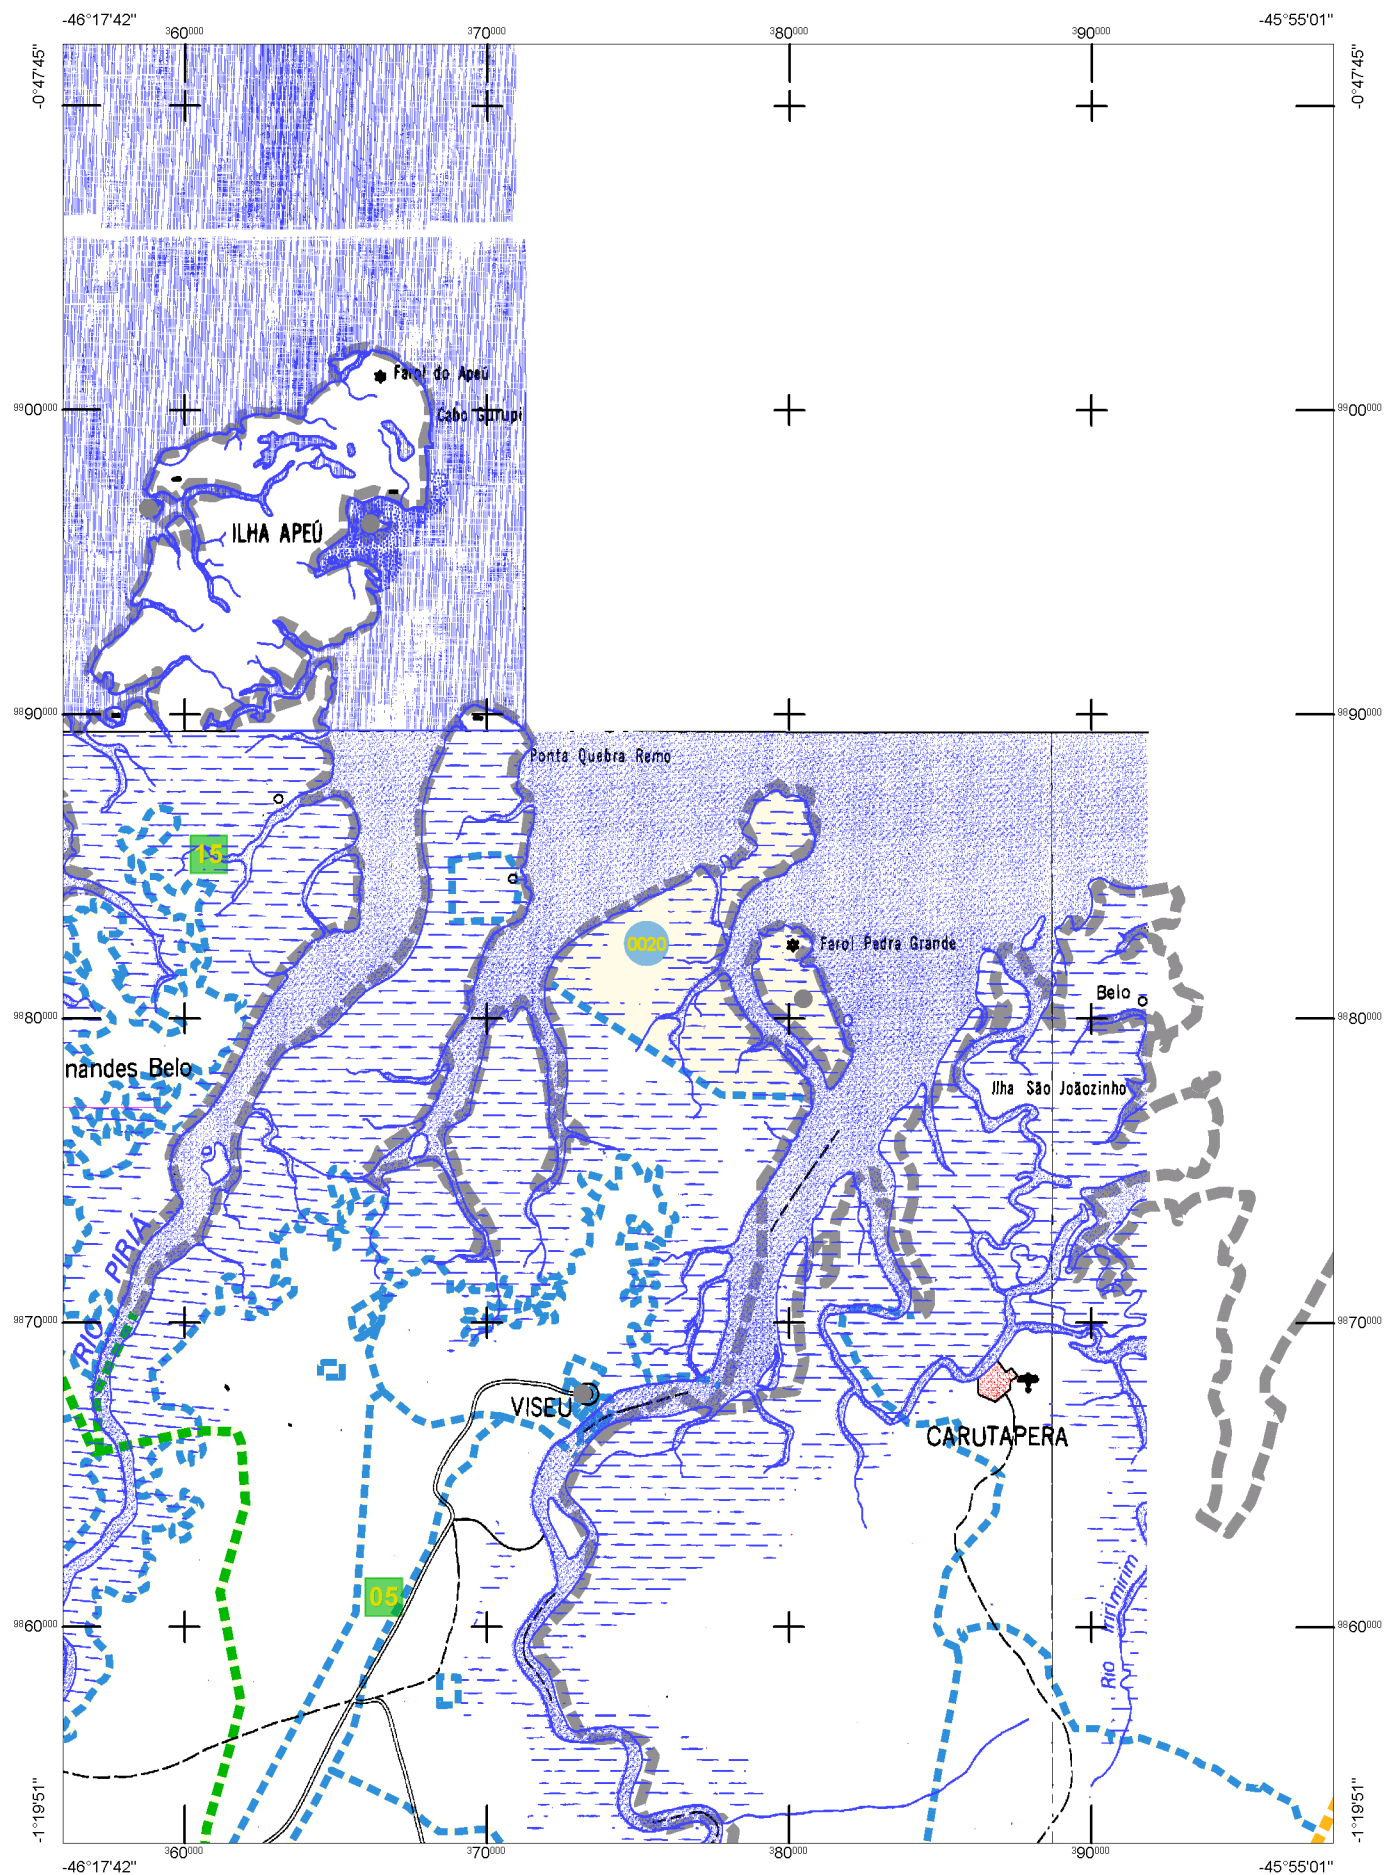 -46°17'42"
-45°55'01"
360000
370000
380000
390000
-0°47'45"
-0°47'45"
Farol do Apeú
9900000
9900000
Cabo Gurupi
ILHA APEÚ
9890000
9890000
Ponta Quebra Remo
15
0020
Farol Pedra Grande
Belo
9880000
9880000
nandes Belo
Ilha São Joãozinho
RIO PIRIÁ
9870000
9870000
VISEU
CARUTAPERA
05
Rio Iririmirim
9860000
9860000
-1°19'51"
-1°19'51"
360000
370000
380000
390000
-46°17'42"
-45°55'01"